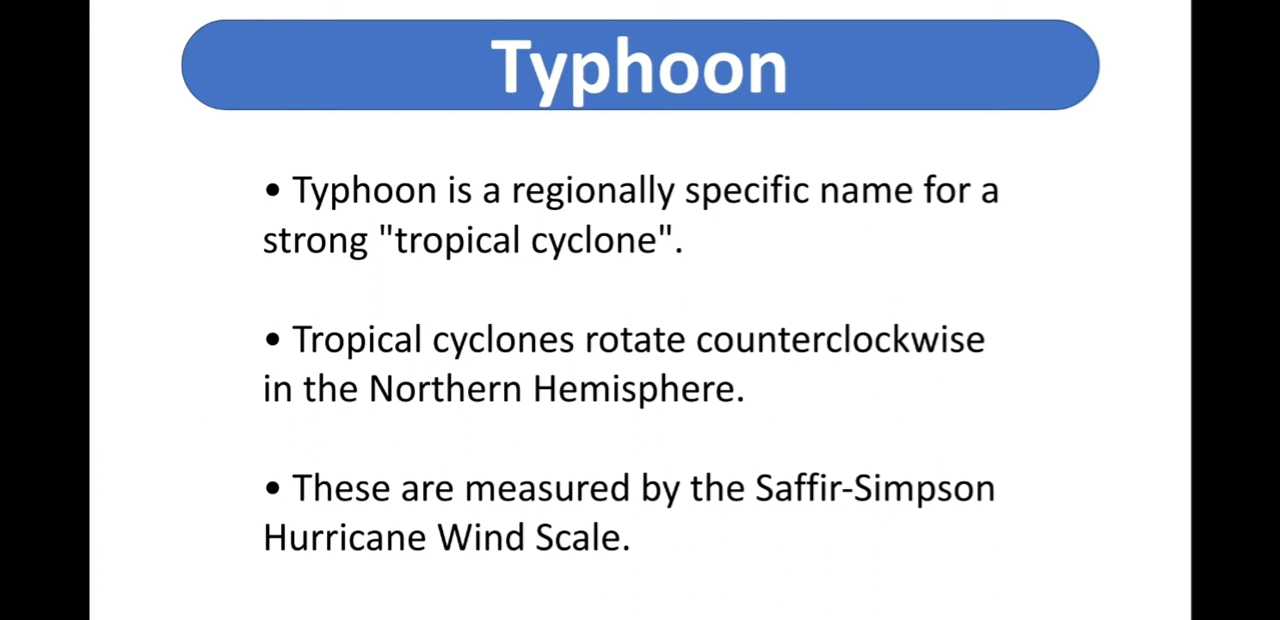 Typhoon
• Typhoon is a regionally specific name for a
strong "tropical cyclone".
• Tropical cyclones rotate counterclockwise
in the Northern Hemisphere.
• These are measured by the Saffir-Simpson
Hurricane Wind Scale.